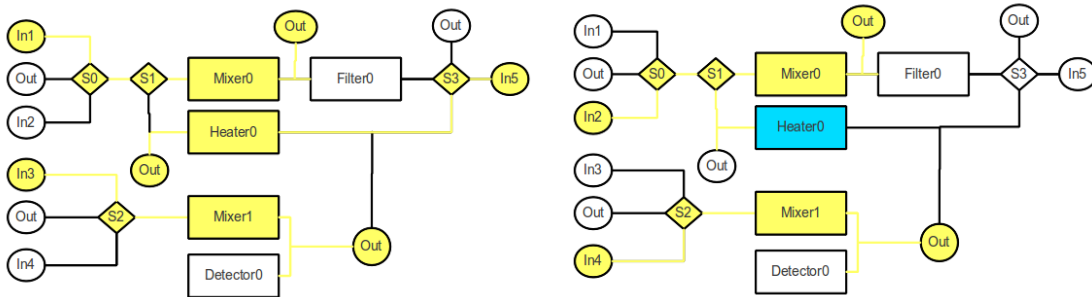 In1
Out
Out
Out
S0
S1
Mixer0
Filter0
S3
In5
In2
Heater0
In3
Out
Out
S2
Mixer1
In4
Out
Detector0
In1
Out
Out
Out
S0
S1
Mixer0
Filter0
S3
In5
In2
Heater0
In3
Out
Out
S2
Mixer1
In4
Out
Detector0